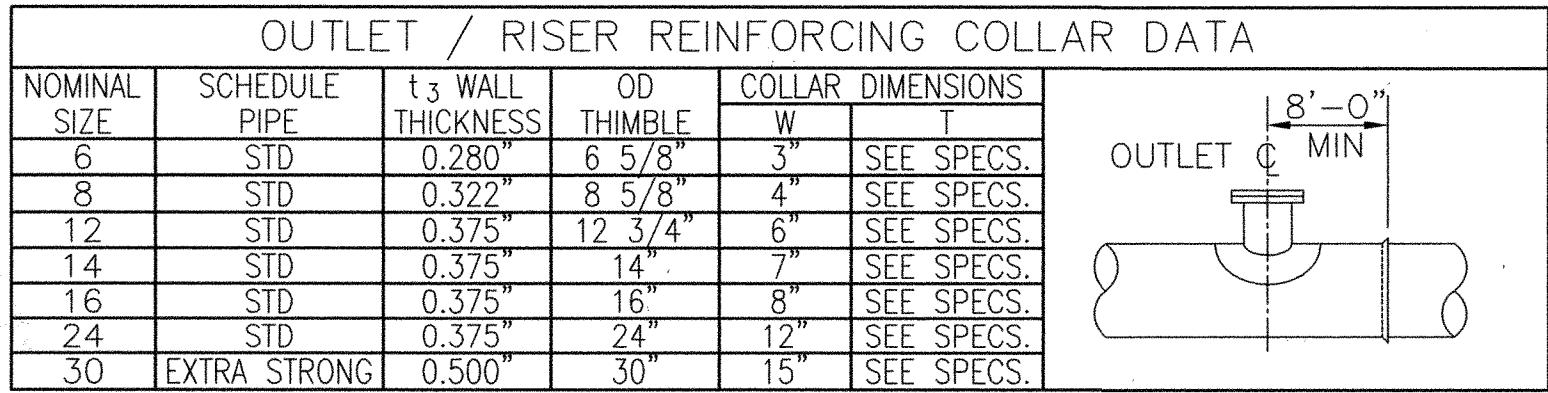 OUTLET / RISER REINFORCING COLLAR DATA
NOMINAL SIZE SCHEDULE PIPE t3 WALL THICKNESS OD THIMBLE COLLAR DIMENSIONS
W T
6 STD 0.280" 6 5/8" 3" SEE SPECS.
8 STD 0.322" 8 5/8" 4" SEE SPECS.
12 STD 0.375" 12 3/4" 6" SEE SPECS.
14 STD 0.375" 14" 7" SEE SPECS.
16 STD 0.375" 16" 8" SEE SPECS.
24 STD 0.375" 24" 12" SEE SPECS.
30 EXTRA STRONG 0.500" 30" 15" SEE SPECS.
8'-0"
MIN
OUTLET ℄